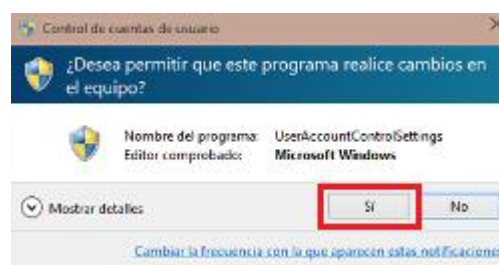 Control de cuentas de usuario
¿Desea permitir que este programa realice cambios en
el equipo?
Nombre del programa: UserAccountControlSettings
Editor comprobado: Microsoft Windows
Mostrar detalles
Sí
No
Cambiar la frecuencia con la que aparecen estas notificacione